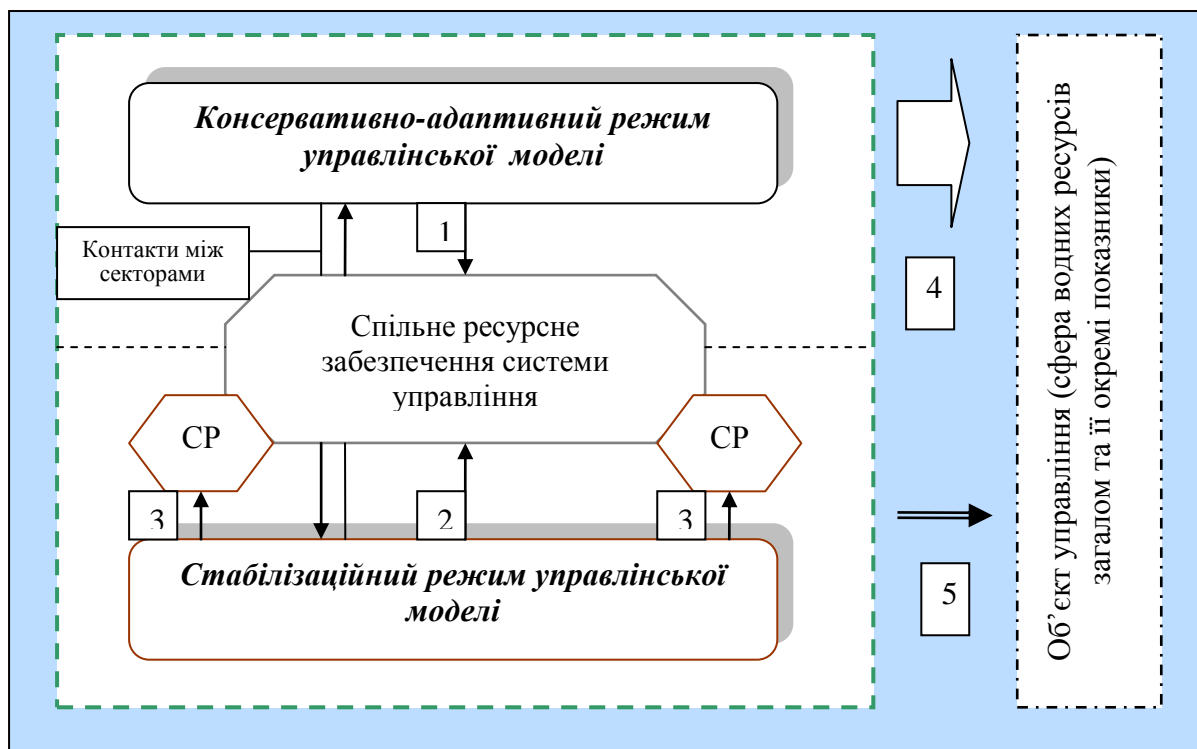 Консервативно-адаптивний режим
управлінської моделі
1
Контакти між
секторами
4
Спільне ресурсне
забезпечення системи
управління
СР
СР
3
2
3
Стабілізаційний режим управлінської
моделі
5
Об’єкт управління (сфера водних ресурсів
загалом та її окремі показники)